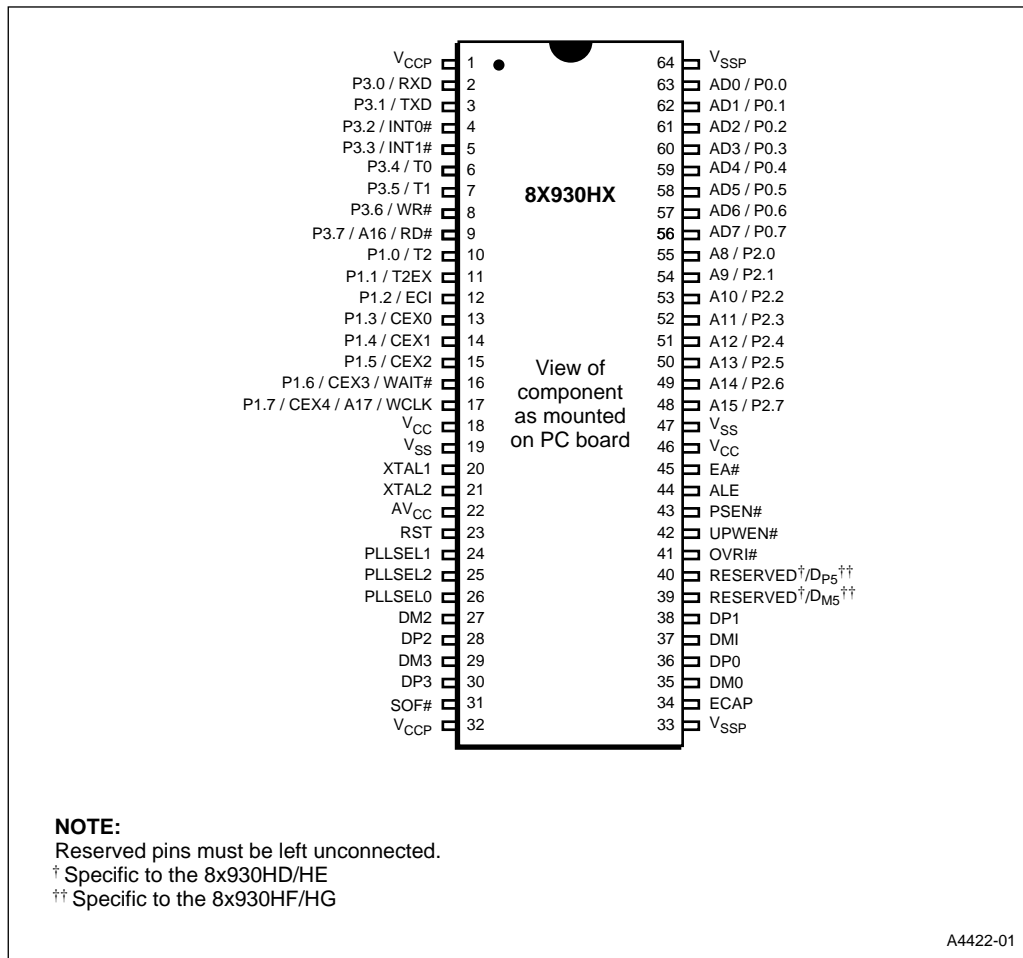 VCCP 1 64 VSSP
P3.0 / RXD 2 63 AD0 / P0.0
P3.1 / TXD 3 62 AD1 / P0.1
P3.2 / INT0# 4 61 AD2 / P0.2
P3.3 / INT1# 5 60 AD3 / P0.3
P3.4 / T0 6 59 AD4 / P0.4
P3.5 / T1 7 58 AD5 / P0.5
8X930HX
P3.6 / WR# 8 57 AD6 / P0.6
P3.7 / A16 / RD# 9 56 AD7 / P0.7
P1.0 / T2 10 55 A8 / P2.0
P1.1 / T2EX 11 54 A9 / P2.1
P1.2 / ECI 12 53 A10 / P2.2
P1.3 / CEX0 13 52 A11 / P2.3
P1.4 / CEX1 14 51 A12 / P2.4
P1.5 / CEX2 15 50 A13 / P2.5
P1.6 / CEX3 / WAIT# 16 49 A14 / P2.6
P1.7 / CEX4 / A17 / WCLK 17 48 A15 / P2.7
View of
component
as mounted
on PC board
VCC 18 47 VSS
VSS 19 46 VCC
XTAL1 20 45 EA#
XTAL2 21 44 ALE
AVCC 22 43 PSEN#
RST 23 42 UPWEN#
PLLSEL1 24 41 OVRI#
PLLSEL2 25 40 RESERVED†/DP5††
PLLSEL0 26 39 RESERVED†/DM5††
DM2 27 38 DP1
DP2 28 37 DMI
DM3 29 36 DP0
DP3 30 35 DM0
SOF# 31 34 ECAP
VCCP 32 33 VSSP
NOTE:
Reserved pins must be left unconnected.
† Specific to the 8x930HD/HE
†† Specific to the 8x930HF/HG
A4422-01